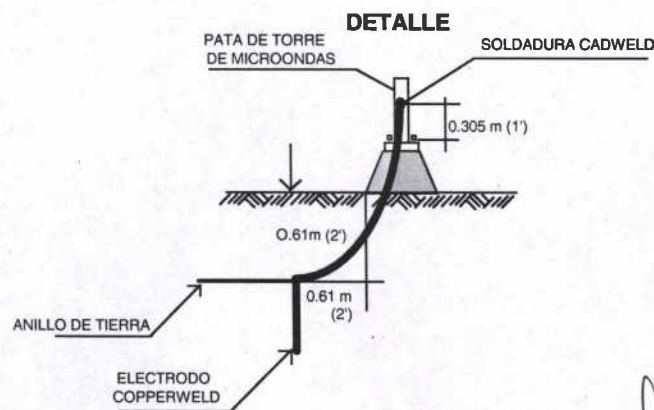 DETALLE
PATA DE TORRE
DE MICROONDAS
SOLDADURA CADWELD
0.305 m (1')
O.61m (2')
0.61 m
(2')
ANILLO DE TIERRA
ELECTRODO
COPPERWELD